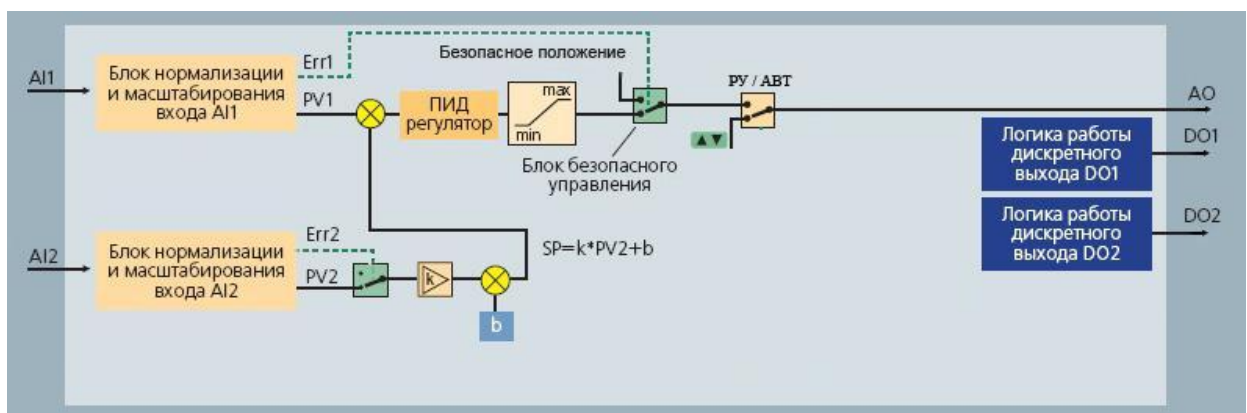 AI1
Блок нормализации
и масштабирования
входа AI1
Err1
PV1
ПИД
регулятор
max
min
Безопасное положение
Блок безопасного
управления
РУ / АВТ
▲▼
AO
Логика работы
дискретного
выхода DO1
DO1
Логика работы
дискретного
выхода DO2
DO2
AI2
Блок нормализации
и масштабирования
входа AI2
Err2
PV2
k
b
SP=k*PV2+b